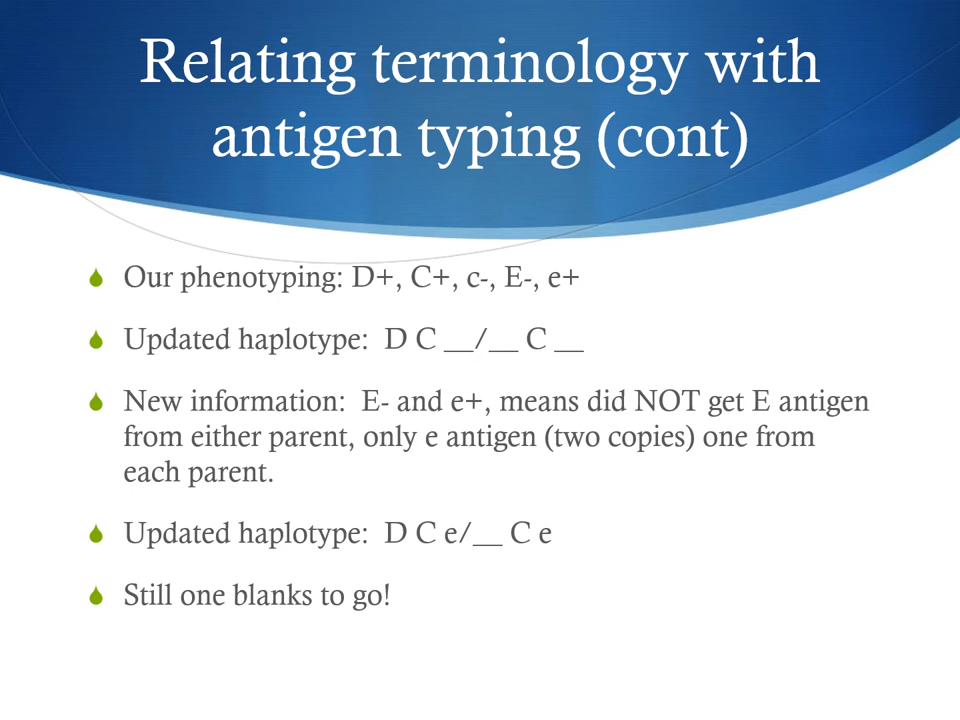 Relating terminology with
antigen typing (cont)
Our phenotyping: D+, C+, c-, E-, e+
Updated haplotype:  D C __/__ C __
New information:  E- and e+, means did NOT get E antigen
from either parent, only e antigen (two copies) one from
each parent.
Updated haplotype:  D C e/__ C e
Still one blanks to go!